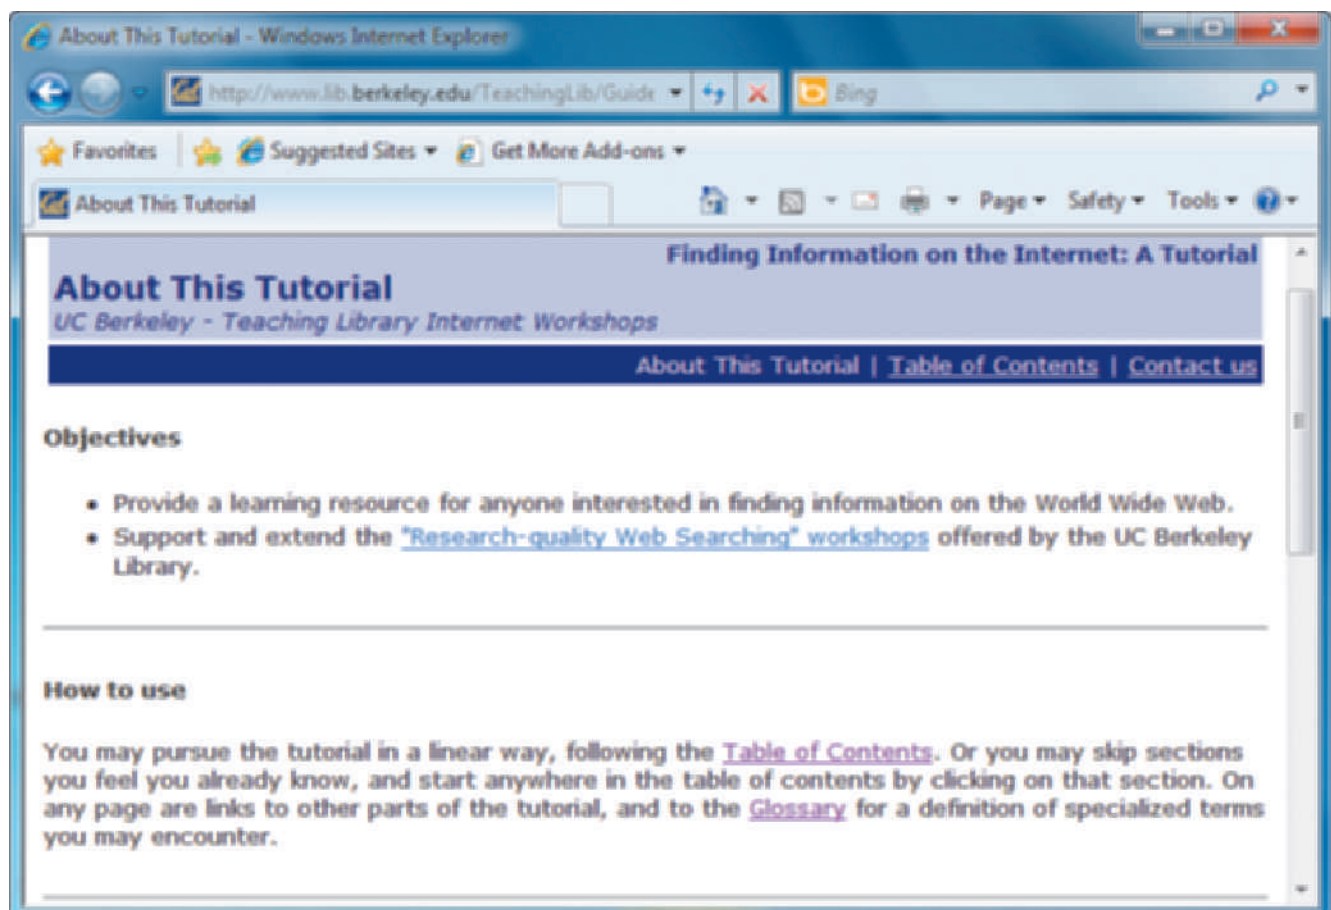 About This Tutorial - Windows Internet Explorer
http://www.lib.berkeley.edu/TeachingLib/Guide
Bing
Favorites Suggested Sites Get More Add-ons
About This Tutorial
Page Safety Tools
Finding Information on the Internet: A Tutorial
About This Tutorial
UC Berkeley - Teaching Library Internet Workshops
About This Tutorial | Table of Contents | Contact us
Objectives
• Provide a learning resource for anyone interested in finding information on the World Wide Web.
• Support and extend the "Research-quality Web Searching" workshops offered by the UC Berkeley
Library.
How to use
You may pursue the tutorial in a linear way, following the Table of Contents. Or you may skip sections
you feel you already know, and start anywhere in the table of contents by clicking on that section. On
any page are links to other parts of the tutorial, and to the Glossary for a definition of specialized terms
you may encounter.